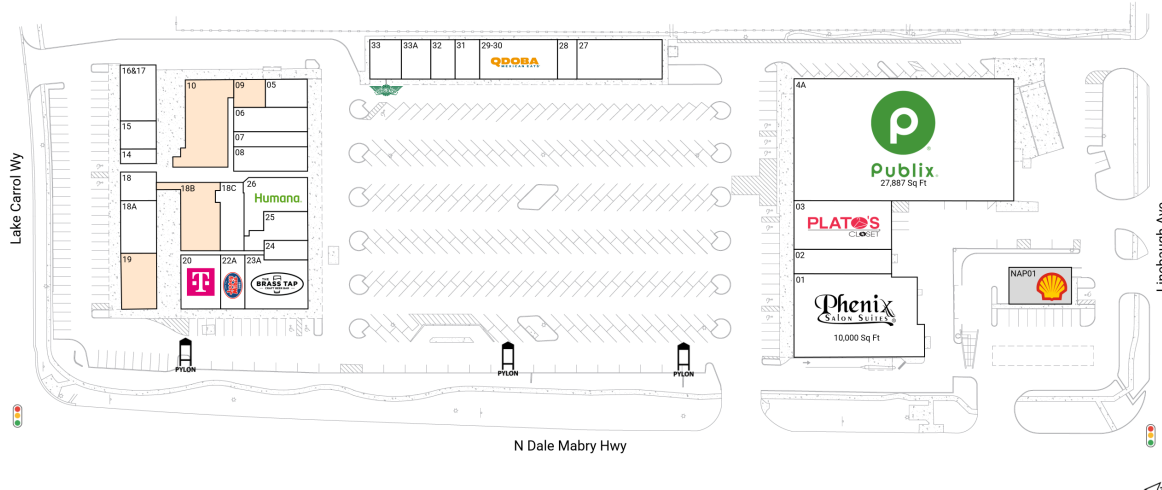 33
33A
32
31
29-30
28
27
QDOBA
MEXICAN EATS
16&17
15
14
10
09
05
06
07
08
18
18A
19
18B
18C
26
Humana.
25
24
20
T
22A
23A
THE
BRASS TAP
CRAFT BEER BAR
4A
p
Publix.
27,887 Sq Ft
03
PLATO'S
CLOSET
02
01
Phenix
SALON SUITES
10,000 Sq Ft
NAP01
PYLON
PYLON
PYLON
Lake Carrol Wy
Linebaugh Ave
N Dale Mabry Hwy